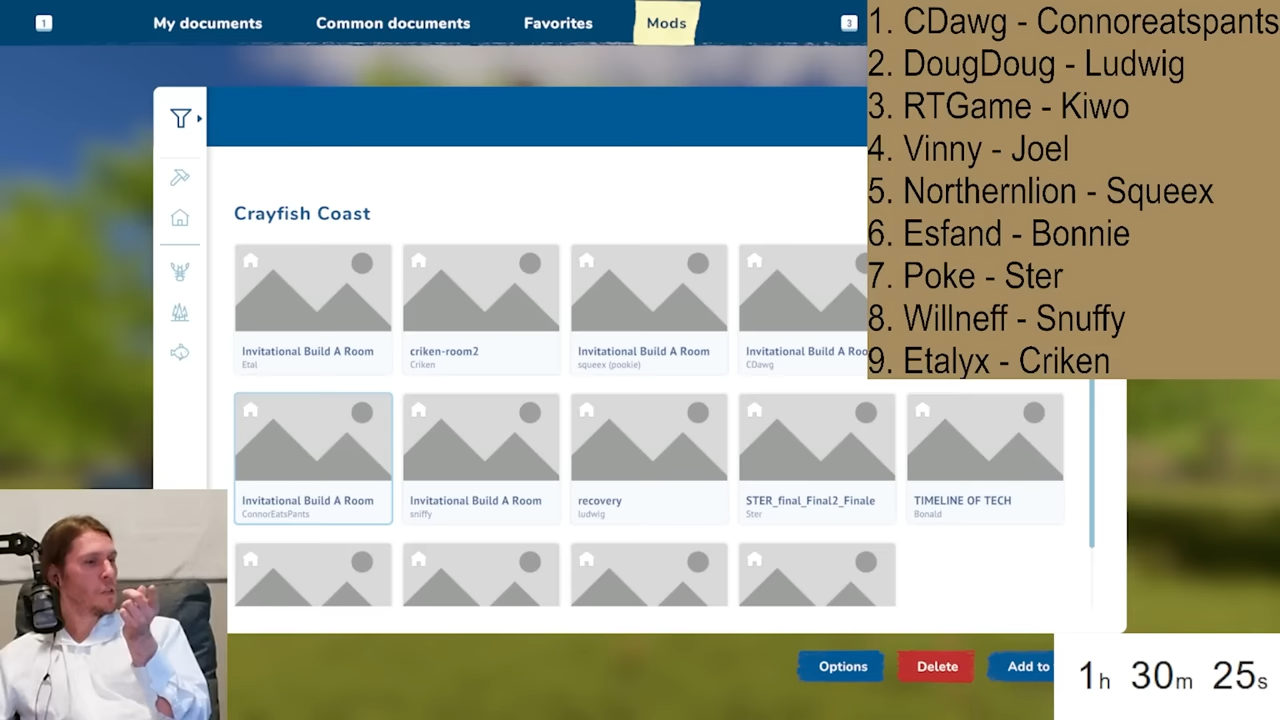 1
My documents
Common documents
Favorites
Mods
3
1. CDawg - Connoreatspants
2. DougDoug - Ludwig
3. RTGame - Kiwo
4. Vinny - Joel
5. Northernlion - Squeex
6. Esfand - Bonnie
7. Poke - Ster
8. Willneff - Snuffy
9. Etalyx - Criken
Crayfish Coast
Invitational Build A Room
Etal
criken-room2
Criken
Invitational Build A Room
squeex (pookie)
Invitational Build A Roo
CDawg
Invitational Build A Room
ConnorEatsPants
Invitational Build A Room
sniffy
recovery
ludwig
STER_final_Final2_Finale
Ster
TIMELINE OF TECH
Bonald
Options
Delete
Add to
1h 30m 25s